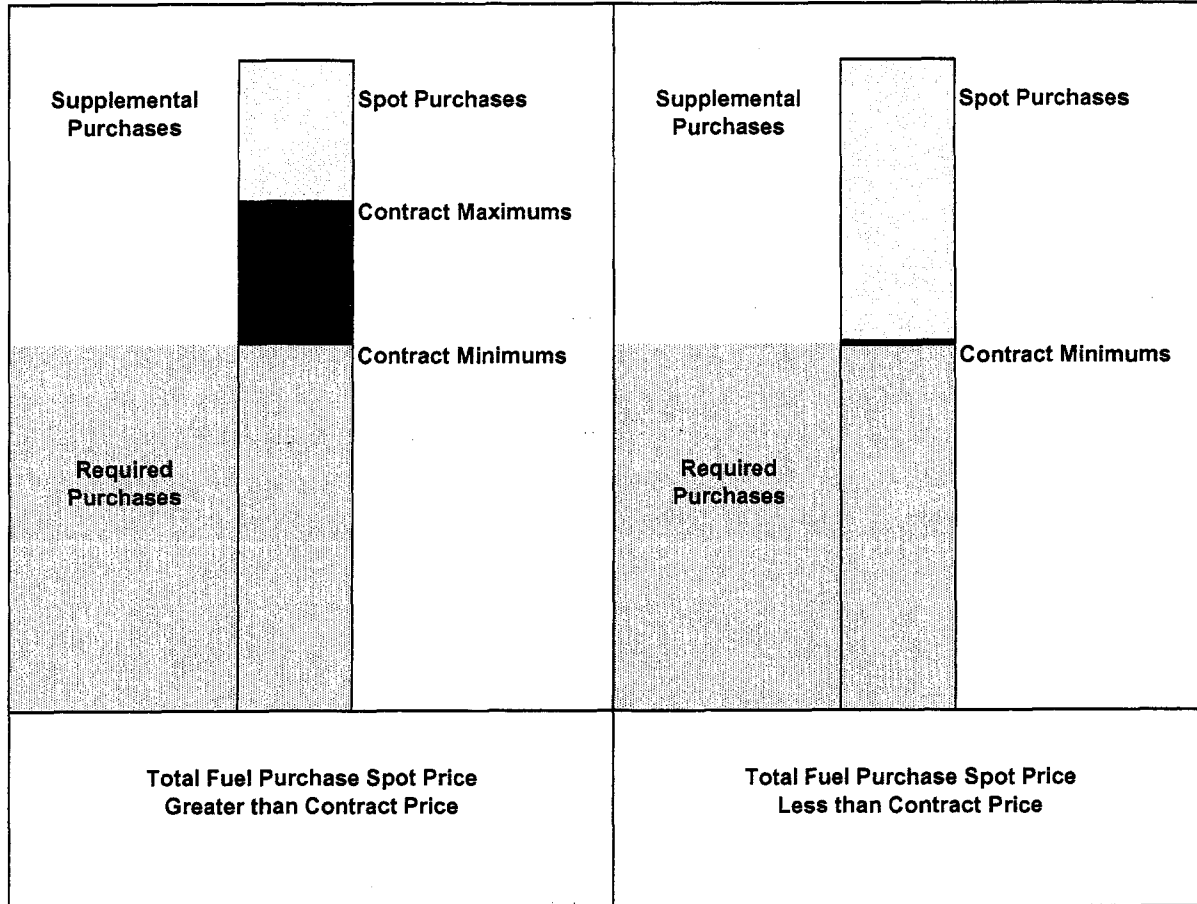 Supplemental
Purchases
Spot Purchases
Contract Maximums
Contract Minimums
Required
Purchases
Total Fuel Purchase Spot Price
Greater than Contract Price
Supplemental
Purchases
Spot Purchases
Contract Minimums
Required
Purchases
Total Fuel Purchase Spot Price
Less than Contract Price